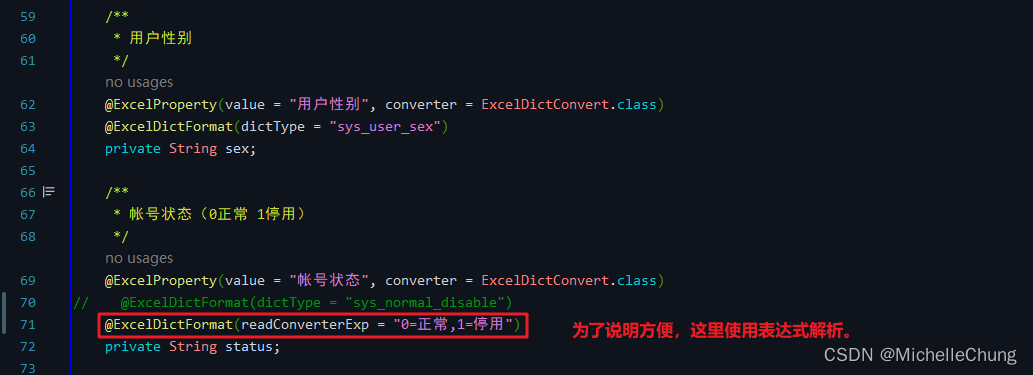 59 /**
60 * 用户性别
61 */
no usages
62 @ExcelProperty(value = "用户性别", converter = ExcelDictConvert.class)
63 @ExcelDictFormat(dictType = "sys_user_sex")
64 private String sex;
65
66 /**
67 * 帐号状态（0正常 1停用）
68 */
no usages
69 @ExcelProperty(value = "帐号状态", converter = ExcelDictConvert.class)
70 // @ExcelDictFormat(dictType = "sys_normal_disable")
71 @ExcelDictFormat(readConverterExp = "0=正常,1=停用") 为了说明方便，这里使用表达式解析。
72 private String status;
73
CSDN @MichelleChung